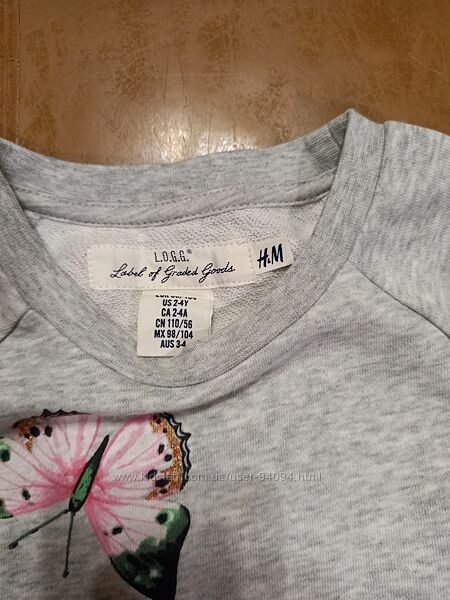 L.O.G.G.®
Label of Graded Goods
H&M
US 2-4Y
CA 2-4A
CN 110/56
MX 98/104
AUS 3-4